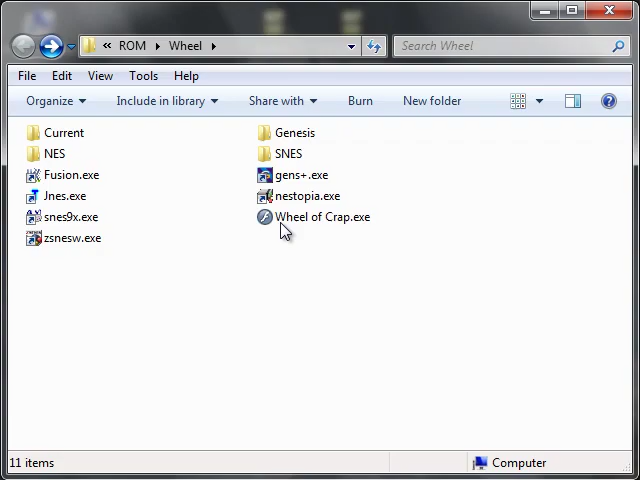 « ROM Wheel Search Wheel
File Edit View Tools Help
Organize Include in library Share with Burn New folder
Current Genesis
NES SNES
Fusion.exe gens+.exe
Jnes.exe nestopia.exe
snes9x.exe Wheel of Crap.exe
zsnesw.exe
11 items Computer